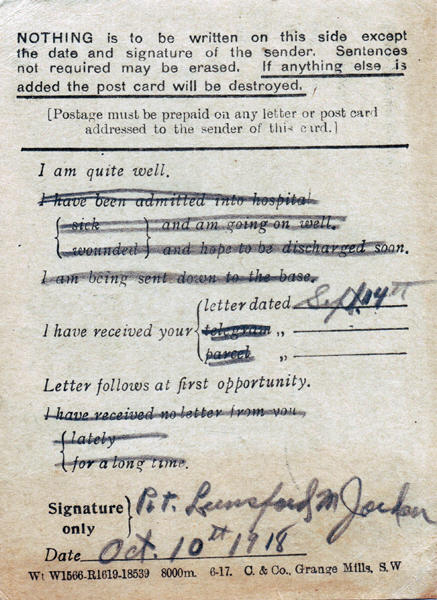 NOTHING is to be written on this side except
the date and signature of the sender. Sentences
not required may be erased. If anything else is
added the post card will be destroyed.
[Postage must be prepaid on any letter or post card
addressed to the sender of this card.]
I am quite well.
I have been admitted into hospital
{ sick } and am going on well.
{ wounded } and hope to be discharged soon.
I am being sent down to the base.
I have received your { letter dated Sept. 14th
telegram „
parcel „
Letter follows at first opportunity.
I have received no letter from you
{ lately
{ for a long time.
Signature only } Pvt. Lunsford M Jordan
Date Oct. 10th 1918
Wt W1566-R1619-18539 8000m. 6-17. C. & Co., Grange Mills, S.W